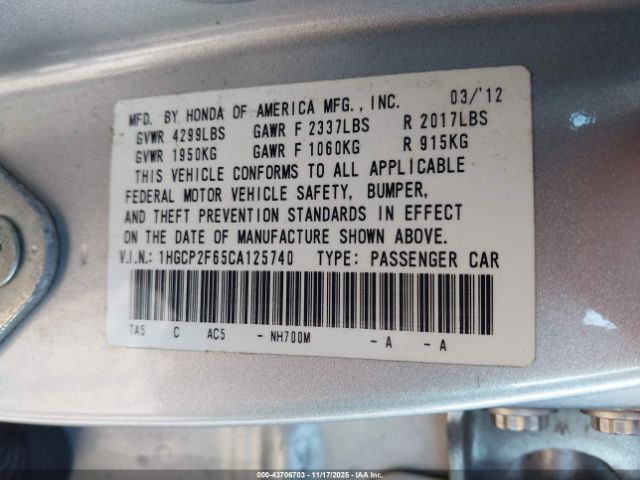 MFD. BY HONDA OF AMERICA MFG., INC. 03/'12
GVWR 4299LBS GAWR F 2337LBS R 2017LBS
GVWR 1950KG GAWR F 1060KG R 915KG
THIS VEHICLE CONFORMS TO ALL APPLICABLE
FEDERAL MOTOR VEHICLE SAFETY, BUMPER,
AND THEFT PREVENTION STANDARDS IN EFFECT
ON THE DATE OF MANUFACTURE SHOWN ABOVE.
V.I.N.: 1HGCP2F65CA125740 TYPE: PASSENGER CAR
TA5 C AC5 - NH700M - A - A
000-43706703 - 11/17/2025 - IAA Inc.